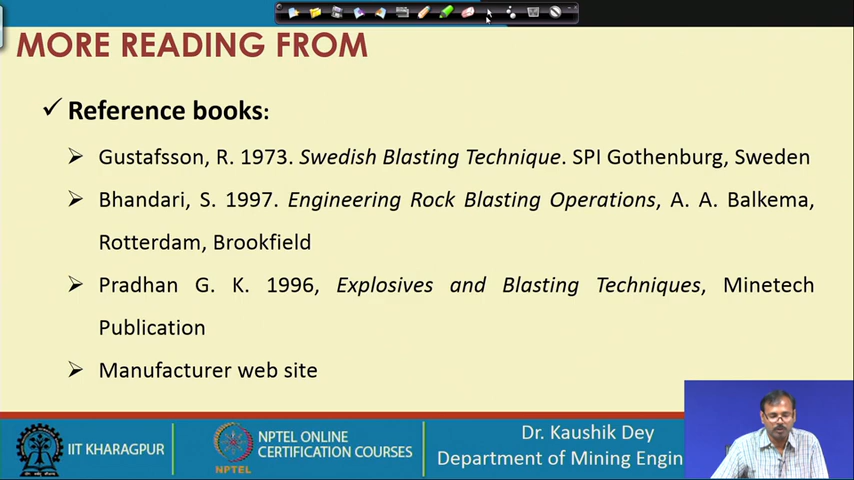 MORE READING FROM
✓ Reference books:
➢ Gustafsson, R. 1973. Swedish Blasting Technique. SPI Gothenburg, Sweden
➢ Bhandari, S. 1997. Engineering Rock Blasting Operations, A. A. Balkema,
Rotterdam, Brookfield
➢ Pradhan G. K. 1996, Explosives and Blasting Techniques, Minetech
Publication
➢ Manufacturer web site
IIT KHARAGPUR
NPTEL
NPTEL ONLINE
CERTIFICATION COURSES
Dr. Kaushik Dey
Department of Mining Engin